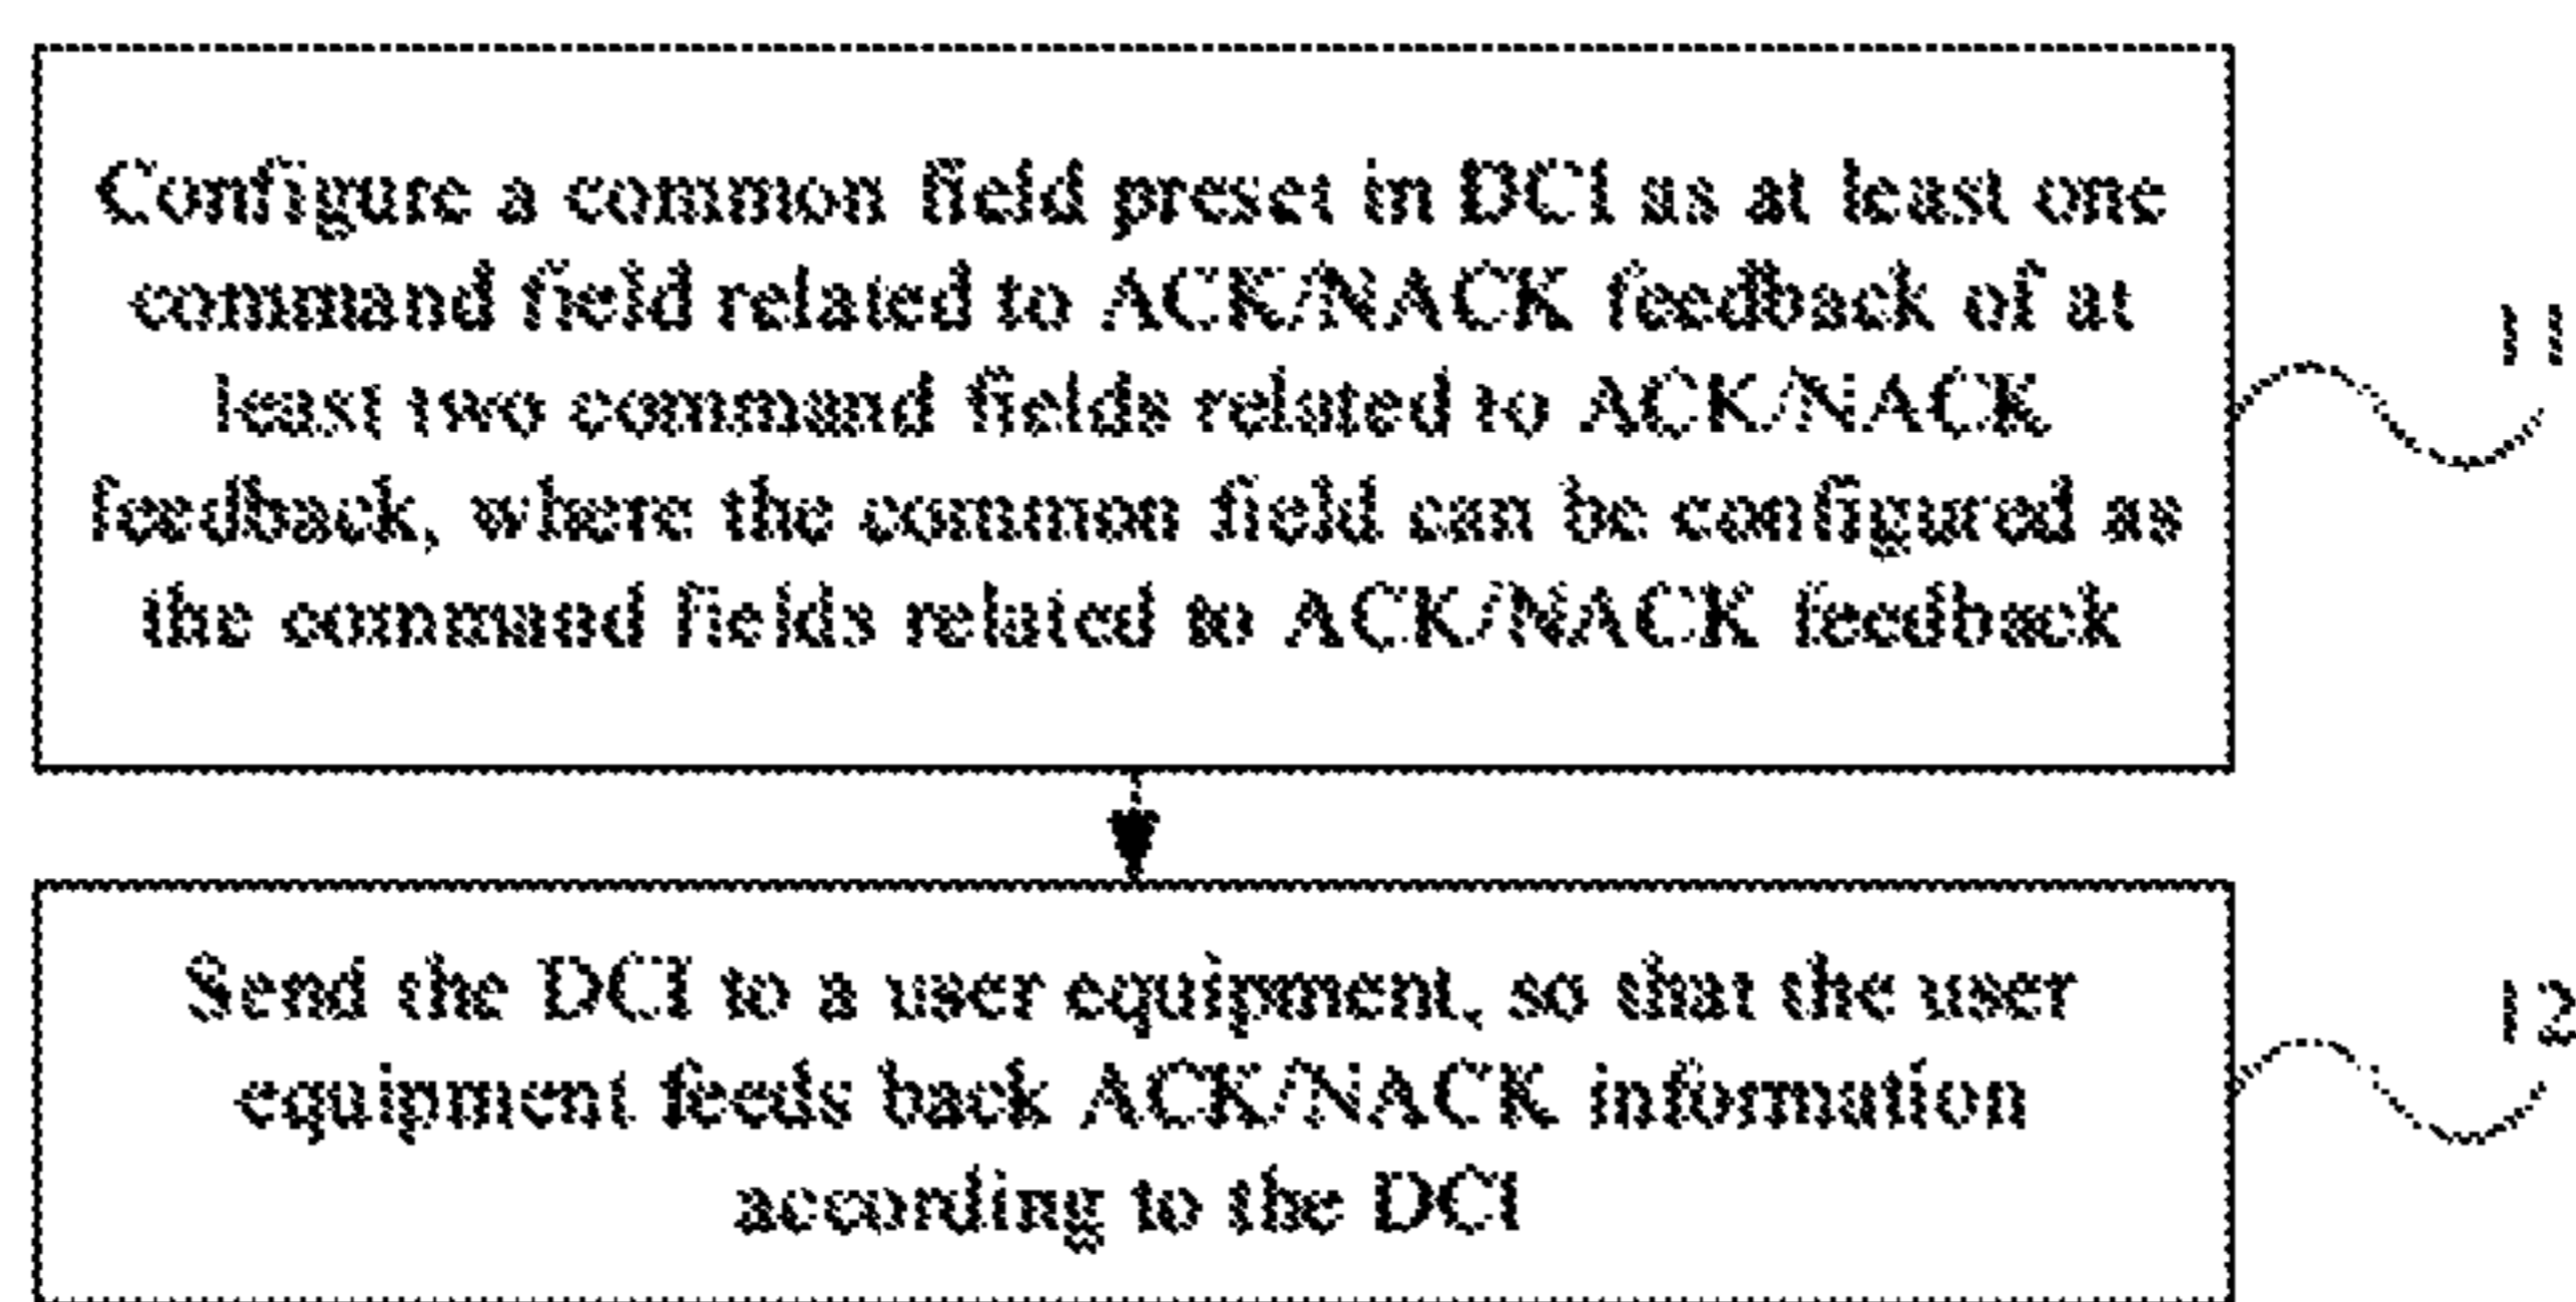 Configure a common field preset in DCI as at least one
command field related to ACK/NACK feedback of at
least two command fields related to ACK/NACK
feedback, where the common field can be configured as
the command fields related to ACK/NACK feedback
11
Send the DCI to a user equipment, so that the user
equipment feeds back ACK/NACK information
according to the DCI
12